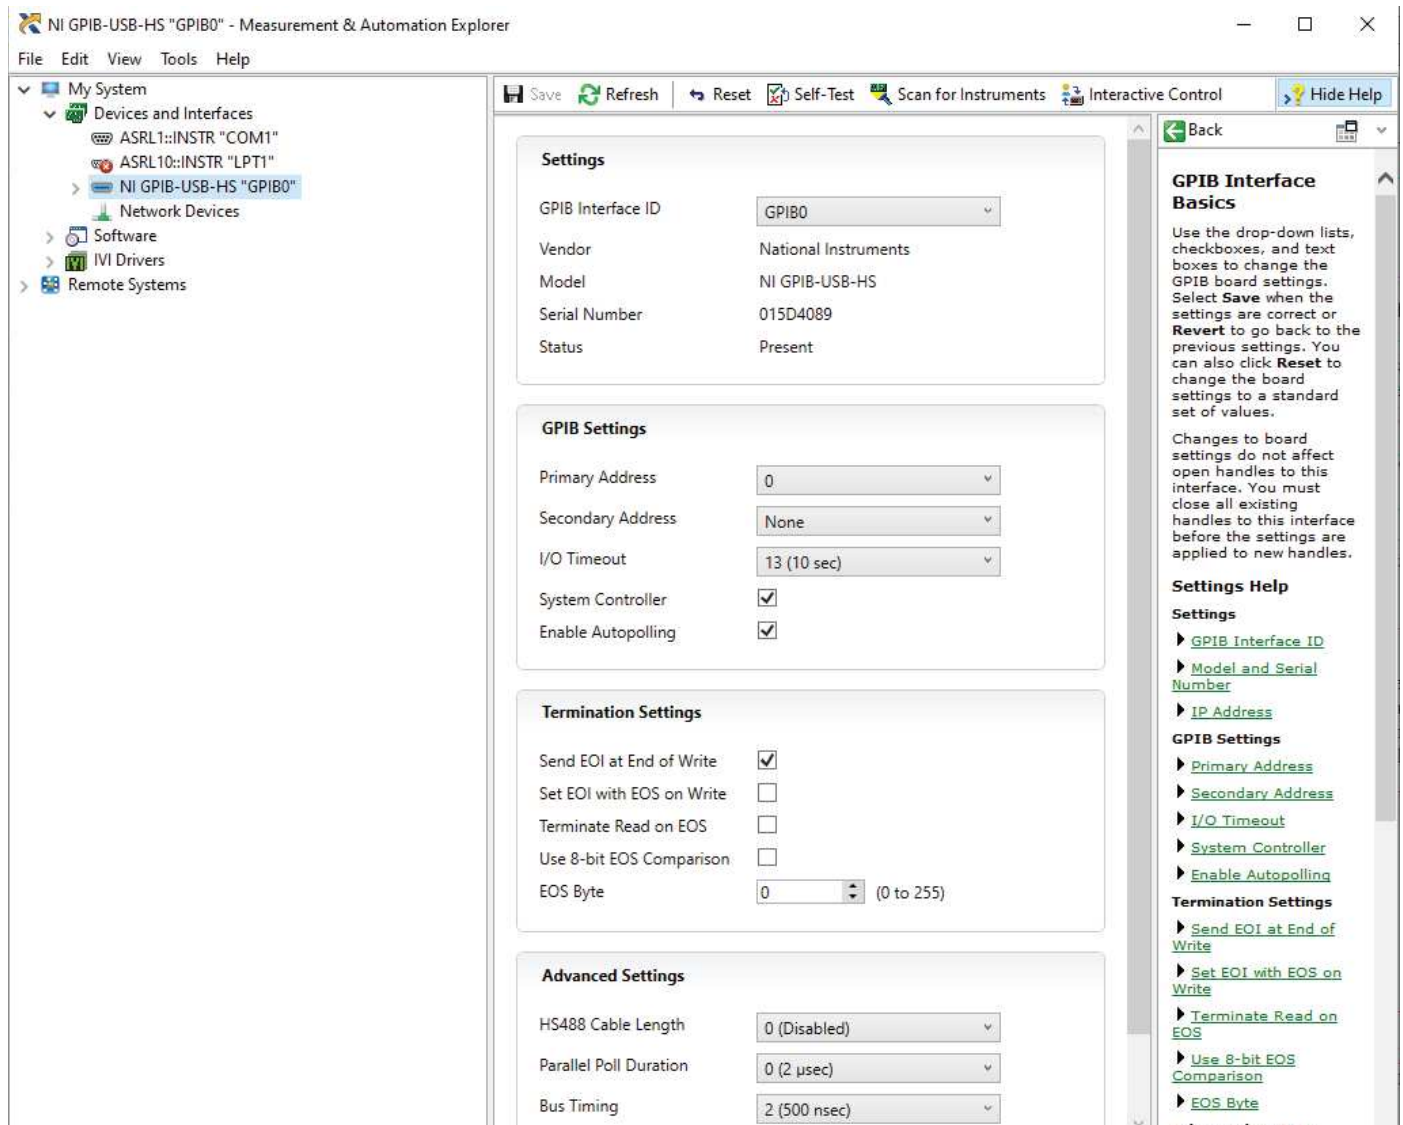 NI GPIB-USB-HS "GPIB0" - Measurement & Automation Explorer
File Edit View Tools Help
My System
Devices and Interfaces
ASRL1::INSTR "COM1"
ASRL10::INSTR "LPT1"
NI GPIB-USB-HS "GPIB0"
Network Devices
Software
IVI Drivers
Remote Systems
Save Refresh Reset Self-Test Scan for Instruments Interactive Control Hide Help
Settings
GPIB Interface ID GPIB0
Vendor National Instruments
Model NI GPIB-USB-HS
Serial Number 015D4089
Status Present
GPIB Settings
Primary Address 0
Secondary Address None
I/O Timeout 13 (10 sec)
System Controller
Enable Autopolling
Termination Settings
Send EOI at End of Write
Set EOI with EOS on Write
Terminate Read on EOS
Use 8-bit EOS Comparison
EOS Byte 0 (0 to 255)
Advanced Settings
HS488 Cable Length 0 (Disabled)
Parallel Poll Duration 0 (2 µsec)
Bus Timing 2 (500 nsec)
Back
GPIB Interface
Basics
Use the drop-down lists,
checkboxes, and text
boxes to change the
GPIB board settings.
Select Save when the
settings are correct or
Revert to go back to the
previous settings. You
can also click Reset to
change the board
settings to a standard
set of values.
Changes to board
settings do not affect
open handles to this
interface. You must
close all existing
handles to this interface
before the settings are
applied to new handles.
Settings Help
Settings
GPIB Interface ID
Model and Serial
Number
IP Address
GPIB Settings
Primary Address
Secondary Address
I/O Timeout
System Controller
Enable Autopolling
Termination Settings
Send EOI at End of
Write
Set EOI with EOS on
Write
Terminate Read on
EOS
Use 8-bit EOS
Comparison
EOS Byte